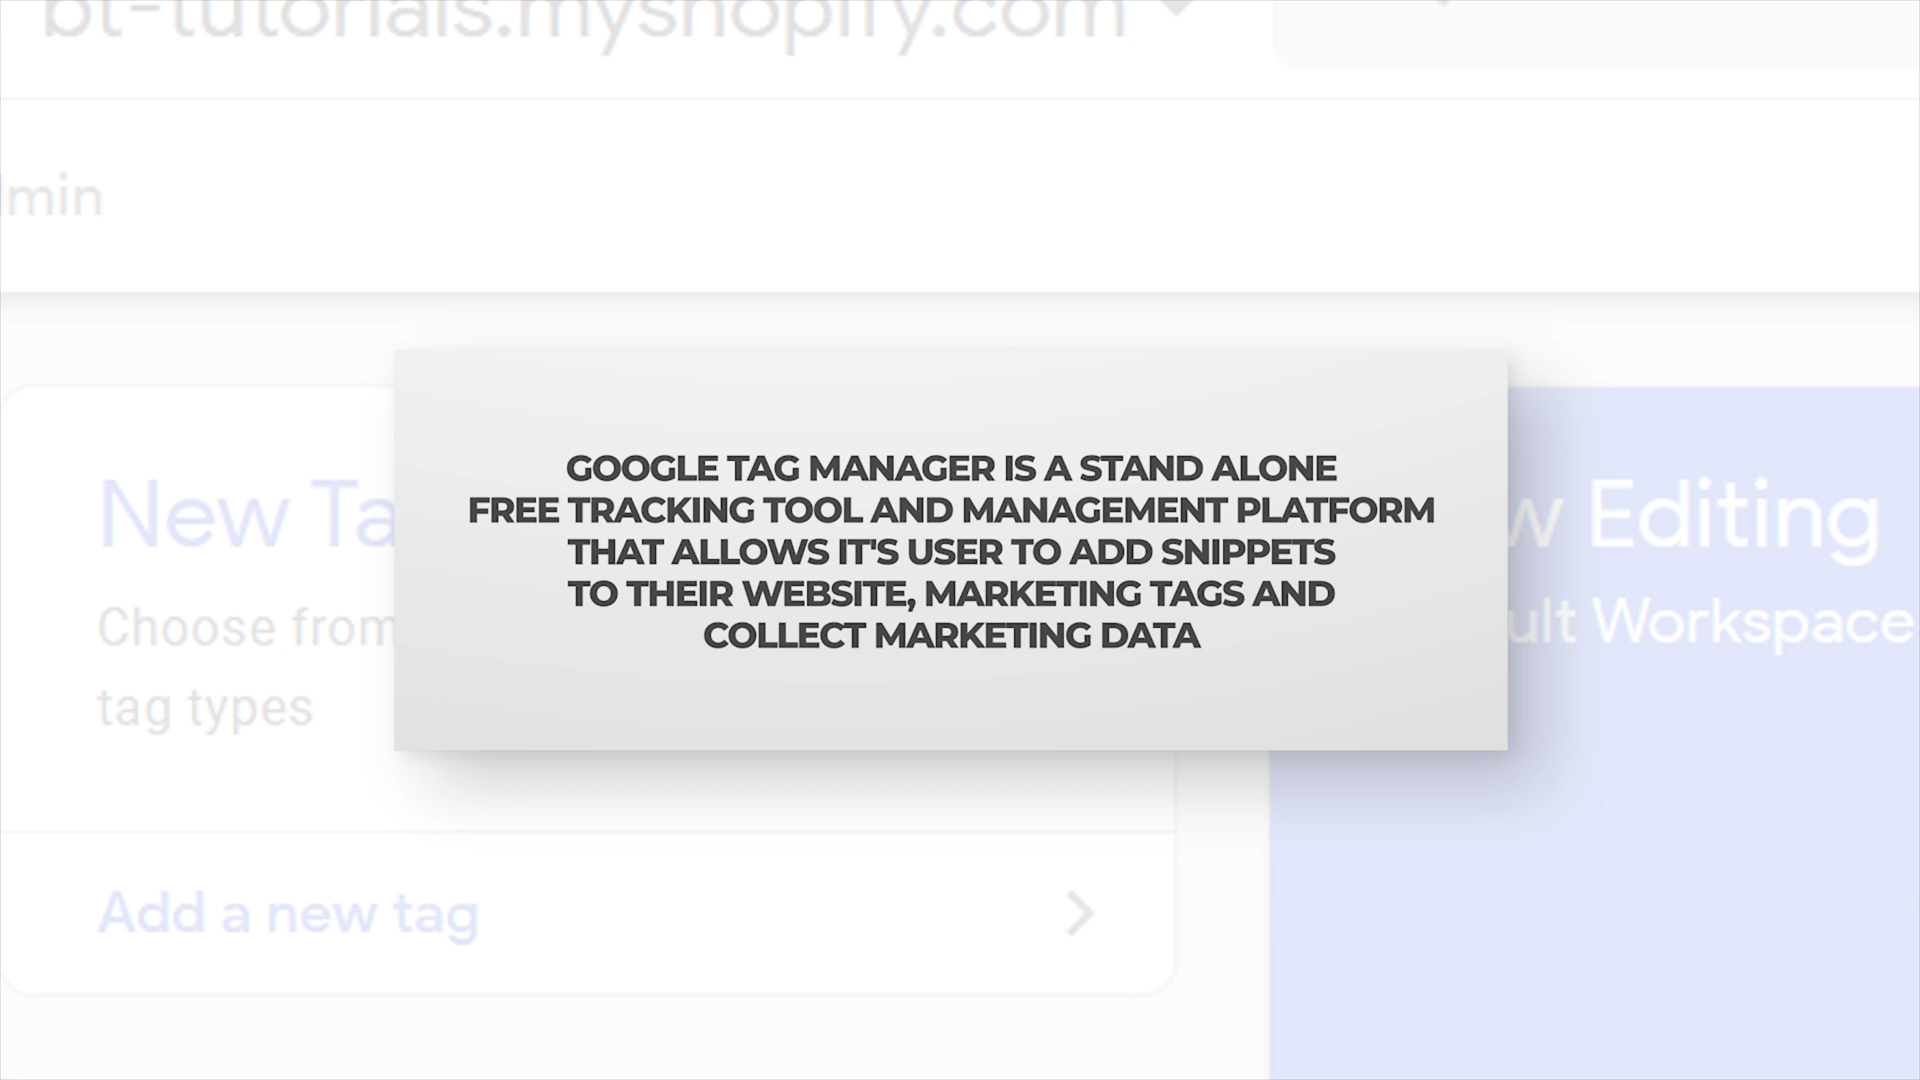 bt-tutorials.myshopify.com
min
New Ta
Choose from
tag types
Add a new tag
GOOGLE TAG MANAGER IS A STAND ALONE
FREE TRACKING TOOL AND MANAGEMENT PLATFORM
THAT ALLOWS IT'S USER TO ADD SNIPPETS
TO THEIR WEBSITE, MARKETING TAGS AND
COLLECT MARKETING DATA
w Editing
ult Workspace